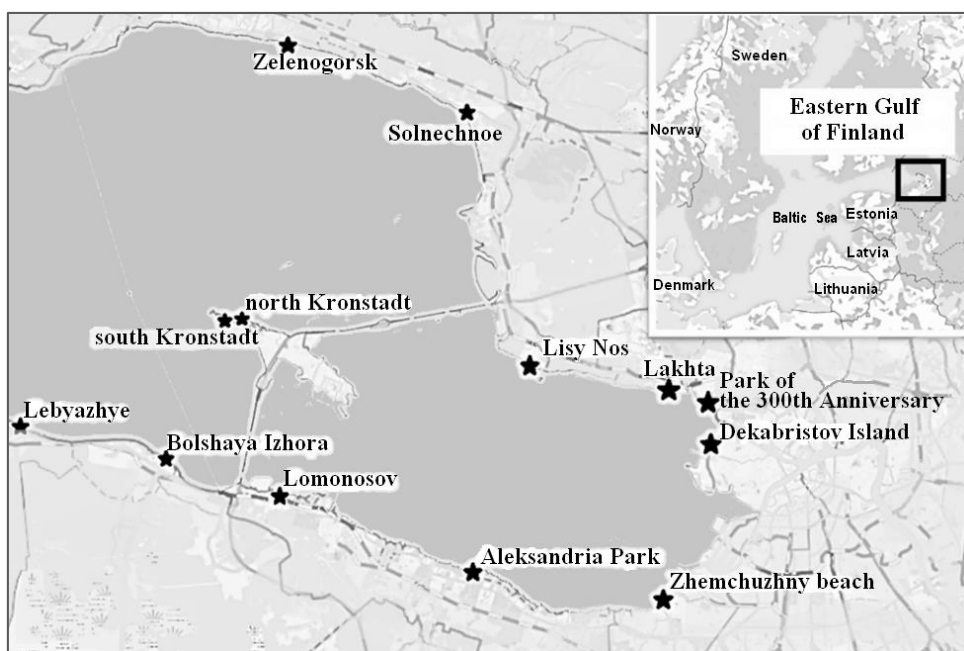 Zelenogorsk
Solnechnoe
north Kronstadt
south Kronstadt
Lisy Nos
Lakhta
Park of
the 300th Anniversary
Dekabristov Island
Lebyazhye
Bolshaya Izhora
Lomonosov
Aleksandria Park
Zhemchuzhny beach
Sweden
Eastern Gulf
of Finland
Norway
Baltic Sea
Estonia
Latvia
Denmark
Lithuania